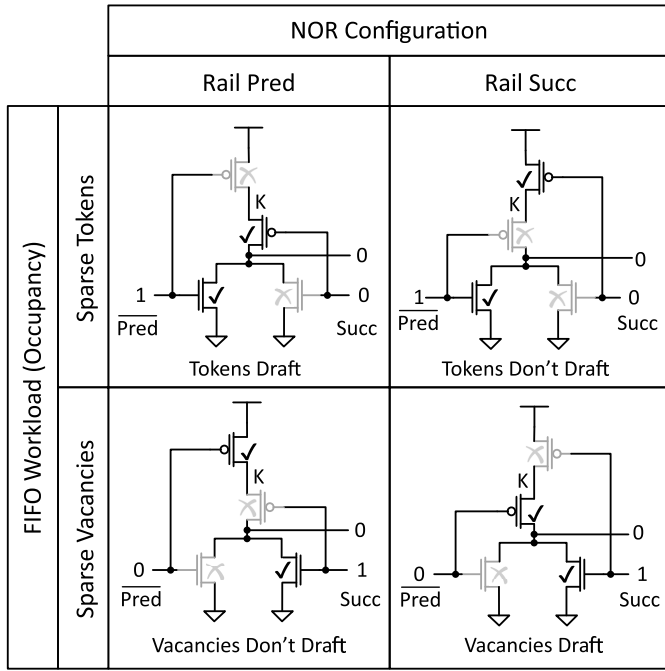 NOR Configuration
Rail Pred
Rail Succ
FIFO Workload (Occupancy)
Sparse Tokens
K
0
1
0
Pred
Succ
Tokens Draft
K
0
1
0
Pred
Succ
Tokens Don't Draft
Sparse Vacancies
K
0
0
1
Pred
Succ
Vacancies Don't Draft
K
0
0
1
Pred
Succ
Vacancies Draft